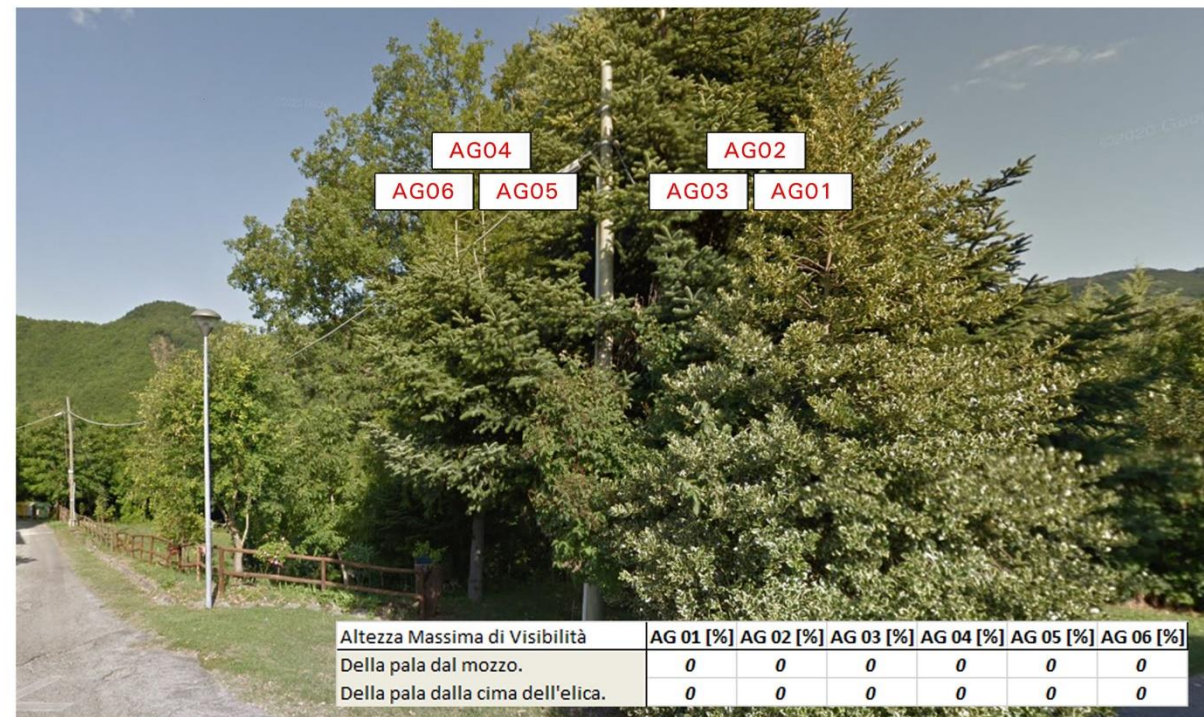 AG04
AG02
AG06
AG05
AG03
AG01
Altezza Massima di Visibilità AG 01 [%] AG 02 [%] AG 03 [%] AG 04 [%] AG 05 [%] AG 06 [%]
Della pala dal mozzo. 0 0 0 0 0 0
Della pala dalla cima dell'elica. 0 0 0 0 0 0